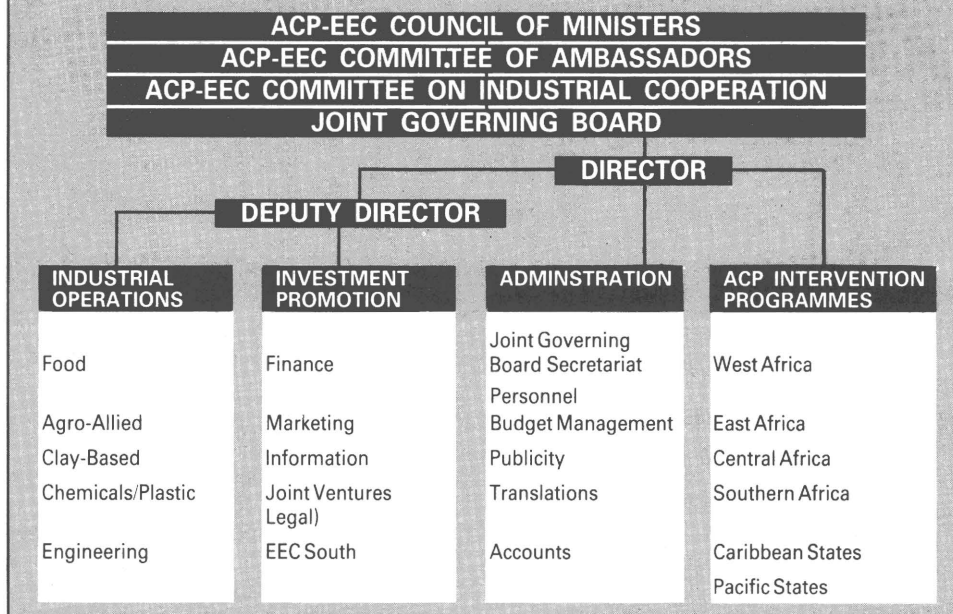 ACP-EEC COUNCIL OF MINISTERS
ACP-EEC COMMITTEE OF AMBASSADORS
ACP-EEC COMMITTEE ON INDUSTRIAL COOPERATION
JOINT GOVERNING BOARD
DIRECTOR
DEPUTY DIRECTOR
INDUSTRIAL
OPERATIONS
Food
Agro-Allied
Clay-Based
Chemicals/Plastic
Engineering
INVESTMENT
PROMOTION
Finance
Marketing
Information
Joint Ventures
Legal)
EEC South
ADMINSTRATION
Joint Governing
Board Secretariat
Personnel
Budget Management
Publicity
Translations
Accounts
ACP INTERVENTION
PROGRAMMES
West Africa
East Africa
Central Africa
Southern Africa
Caribbean States
Pacific States